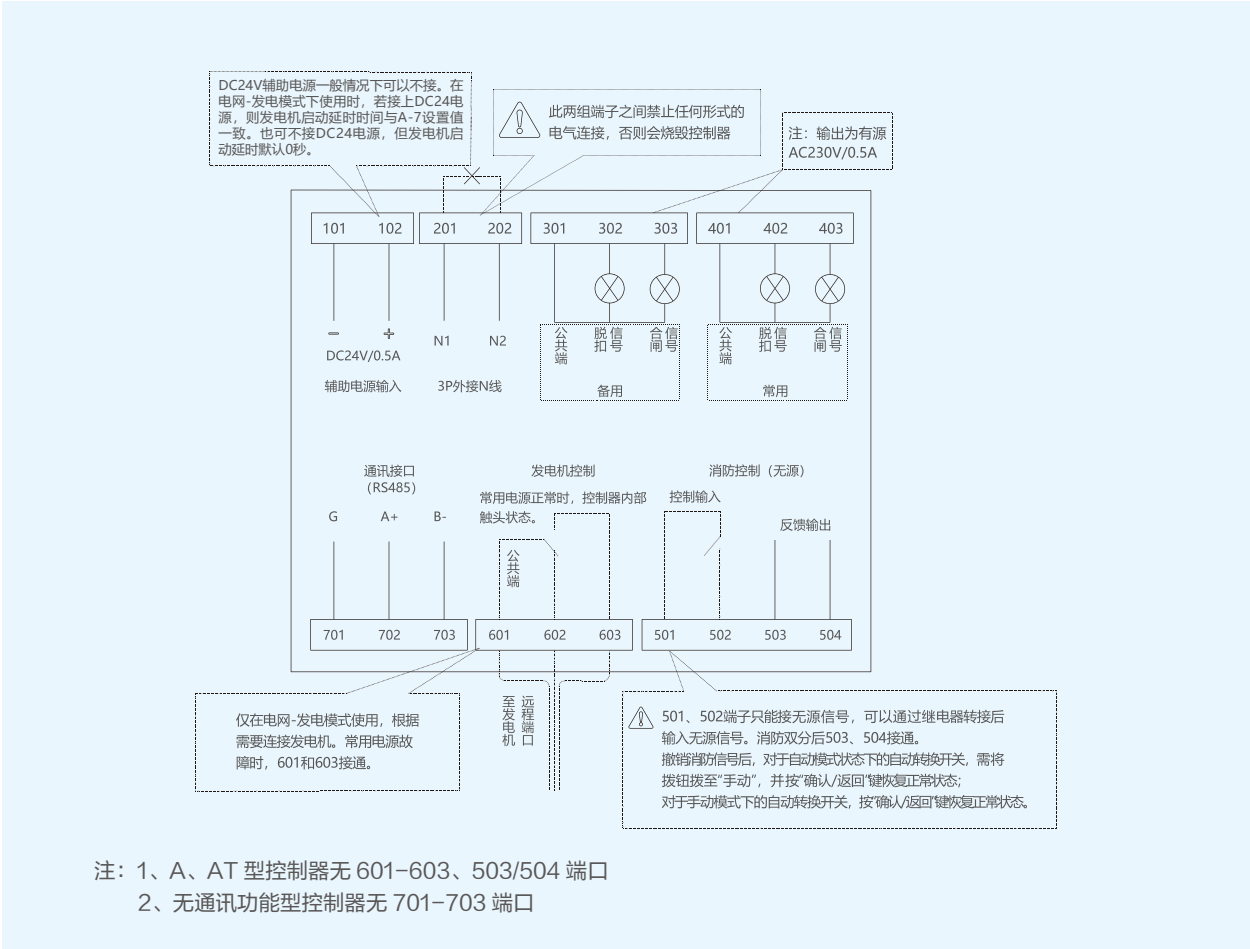 DC24V辅助电源一般情况下可以不接。在
电网-发电模式下使用时，若接上DC24电
源，则发电机启动延时时间与A-7设置值
一致。也可不接DC24电源，但发电机启
动延时默认0秒。
此两组端子之间禁止任何形式的
电气连接，否则会烧毁控制器
注：输出为有源
AC230V/0.5A
101 102 201 202 301 302 303 401 402 403
N1 N2
DC24V/0.5A
辅助电源输入
3P外接N线
公共端
脱扣
信号
合闸
信号
备用
公共端
脱扣
信号
合闸
信号
常用
通讯接口
（RS485）
G A+ B-
发电机控制
常用电源正常时，控制器内部
触头状态。
公共端
消防控制（无源）
控制输入
反馈输出
701 702 703 601 602 603 501 502 503 504
仅在电网-发电模式使用，根据
需要连接发电机。常用电源故
障时，601和603接通。
至发电机
远程端口
501、502端子只能接无源信号，可以通过继电器转接后
输入无源信号。消防双分后503、504接通。
撤销消防信号后，对于自动模式状态下的自动转换开关，需将
拨钮拨至“手动”，并按“确认/返回”键恢复正常状态；
对于手动模式下的自动转换开关，按“确认/返回”键恢复正常状态。
注：1、A、AT 型控制器无 601-603、503/504 端口
2、无通讯功能型控制器无 701-703 端口